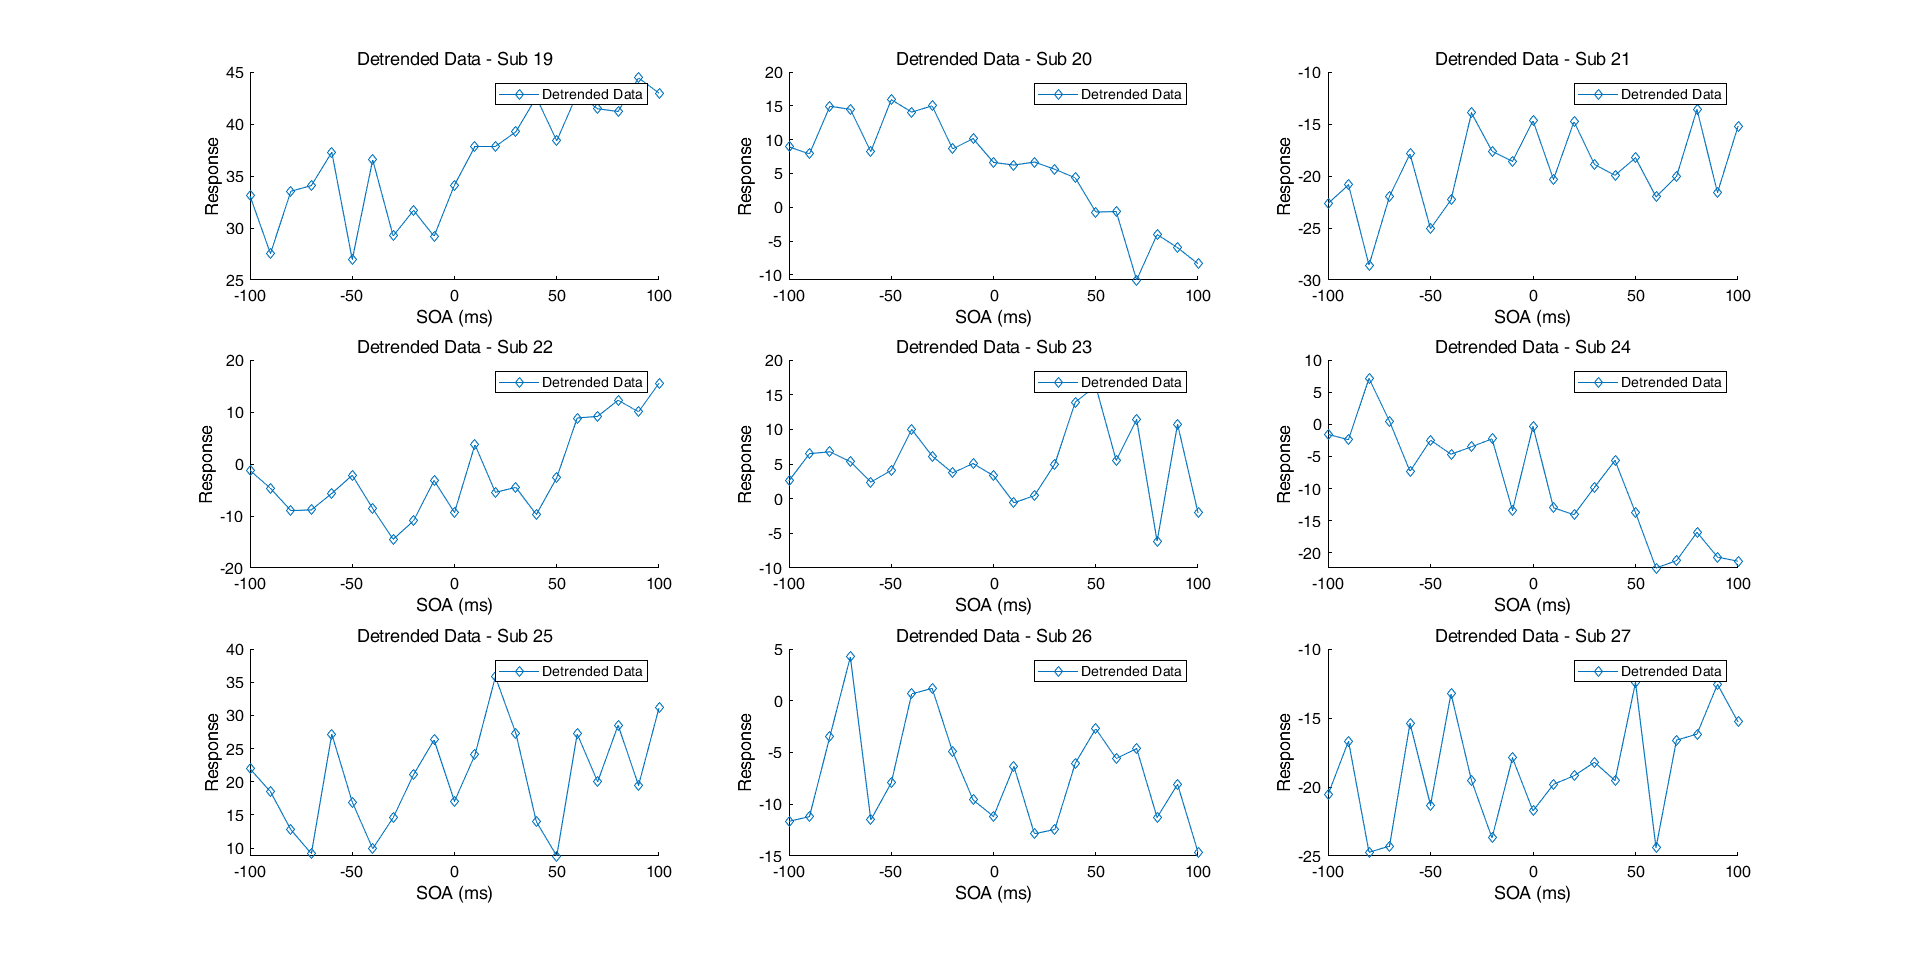 Detrended Data - Sub 19
Detrended Data
45
40
35
30
25
Response
-100 -50 0 50 100
SOA (ms)
Detrended Data - Sub 20
Detrended Data
20
15
10
5
0
-5
-10
Response
-100 -50 0 50 100
SOA (ms)
Detrended Data - Sub 21
Detrended Data
-10
-15
-20
-25
-30
Response
-100 -50 0 50 100
SOA (ms)
Detrended Data - Sub 22
Detrended Data
20
10
0
-10
-20
Response
-100 -50 0 50 100
SOA (ms)
Detrended Data - Sub 23
Detrended Data
20
15
10
5
0
-5
-10
Response
-100 -50 0 50 100
SOA (ms)
Detrended Data - Sub 24
Detrended Data
10
5
0
-5
-10
-15
-20
Response
-100 -50 0 50 100
SOA (ms)
Detrended Data - Sub 25
Detrended Data
40
35
30
25
20
15
10
Response
-100 -50 0 50 100
SOA (ms)
Detrended Data - Sub 26
Detrended Data
5
0
-5
-10
-15
Response
-100 -50 0 50 100
SOA (ms)
Detrended Data - Sub 27
Detrended Data
-10
-15
-20
-25
Response
-100 -50 0 50 100
SOA (ms)